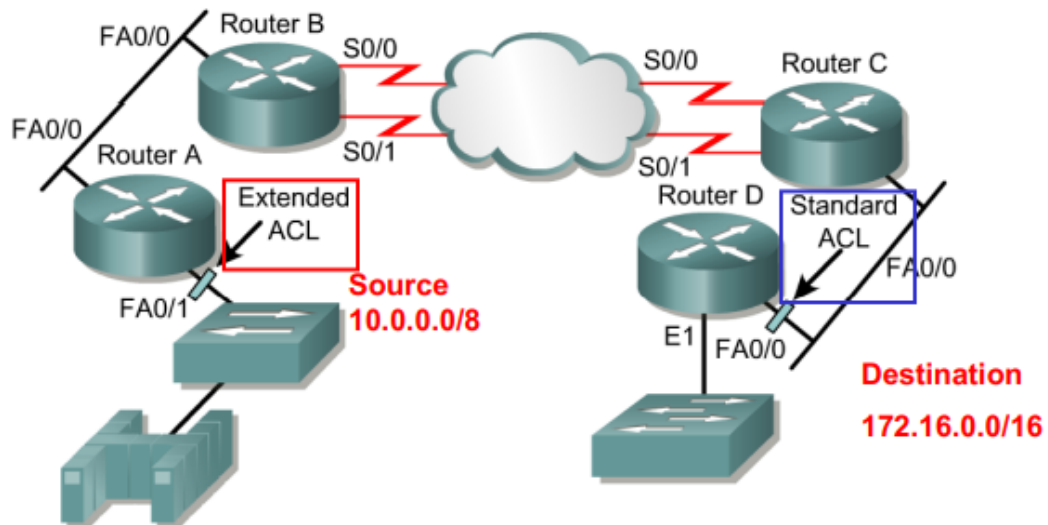 Router B
FA0/0
S0/0
S0/0
Router C
FA0/0
Router A
S0/1
S0/1
Extended
ACL
Router D
Standard
ACL
FA0/0
FA0/1
Source
10.0.0.0/8
E1
FA0/0
Destination
172.16.0.0/16